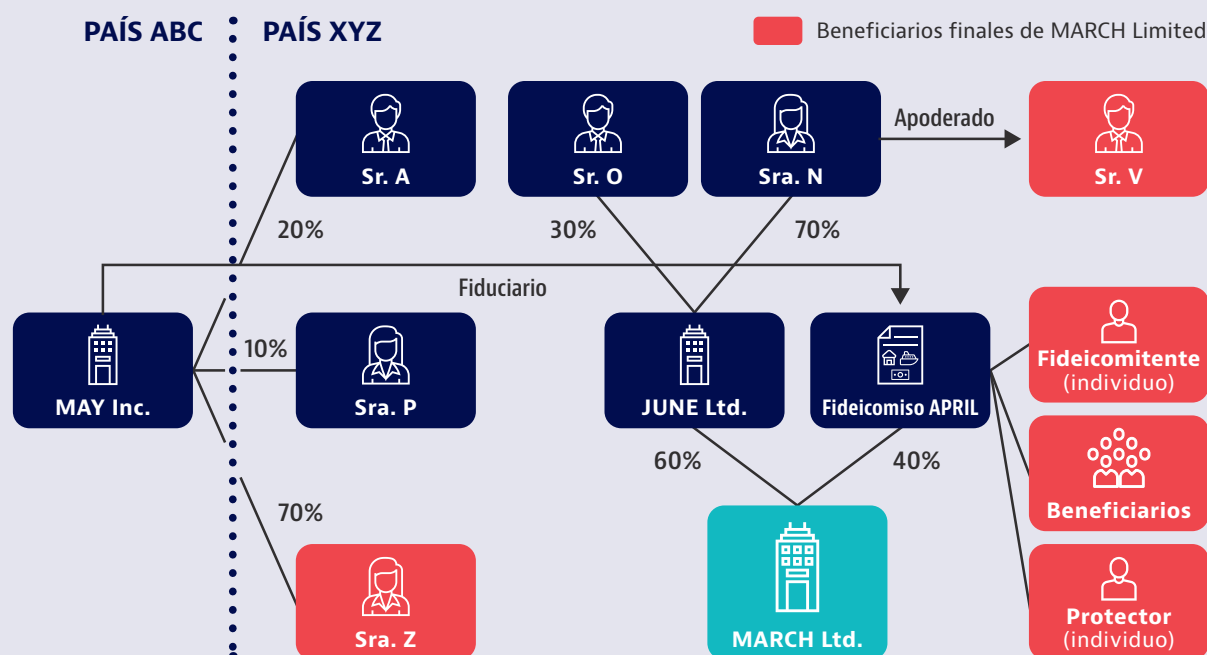 PAÍS ABC
PAÍS XYZ
Beneficiarios finales de MARCH Limited
Sr. A
Sr. O
Sra. N
Apoderado
Sr. V
20%
30%
70%
Fiduciario
MAY Inc.
10%
Sra. P
JUNE Ltd.
Fideicomiso APRIL
Fideicomitente
(individuo)
60%
40%
Beneficiarios
70%
Sra. Z
MARCH Ltd.
Protector
(individuo)